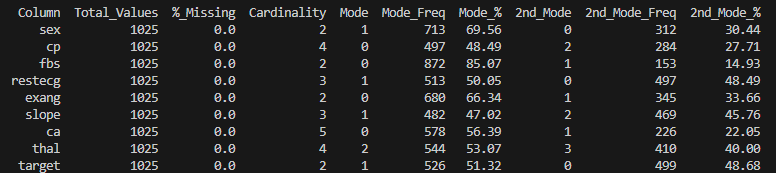 Column Total_Values %_Missing Cardinality Mode Mode_Freq Mode_% 2nd_Mode 2nd_Mode_Freq 2nd_Mode_%
sex 1025 0.0 2 1 713 69.56 0 312 30.44
cp 1025 0.0 4 0 497 48.49 2 284 27.71
fbs 1025 0.0 2 0 872 85.07 1 153 14.93
restecg 1025 0.0 3 1 513 50.05 0 497 48.49
exang 1025 0.0 2 0 680 66.34 1 345 33.66
slope 1025 0.0 3 1 482 47.02 2 469 45.76
ca 1025 0.0 5 0 578 56.39 1 226 22.05
thal 1025 0.0 4 2 544 53.07 3 410 40.00
target 1025 0.0 2 1 526 51.32 0 499 48.68